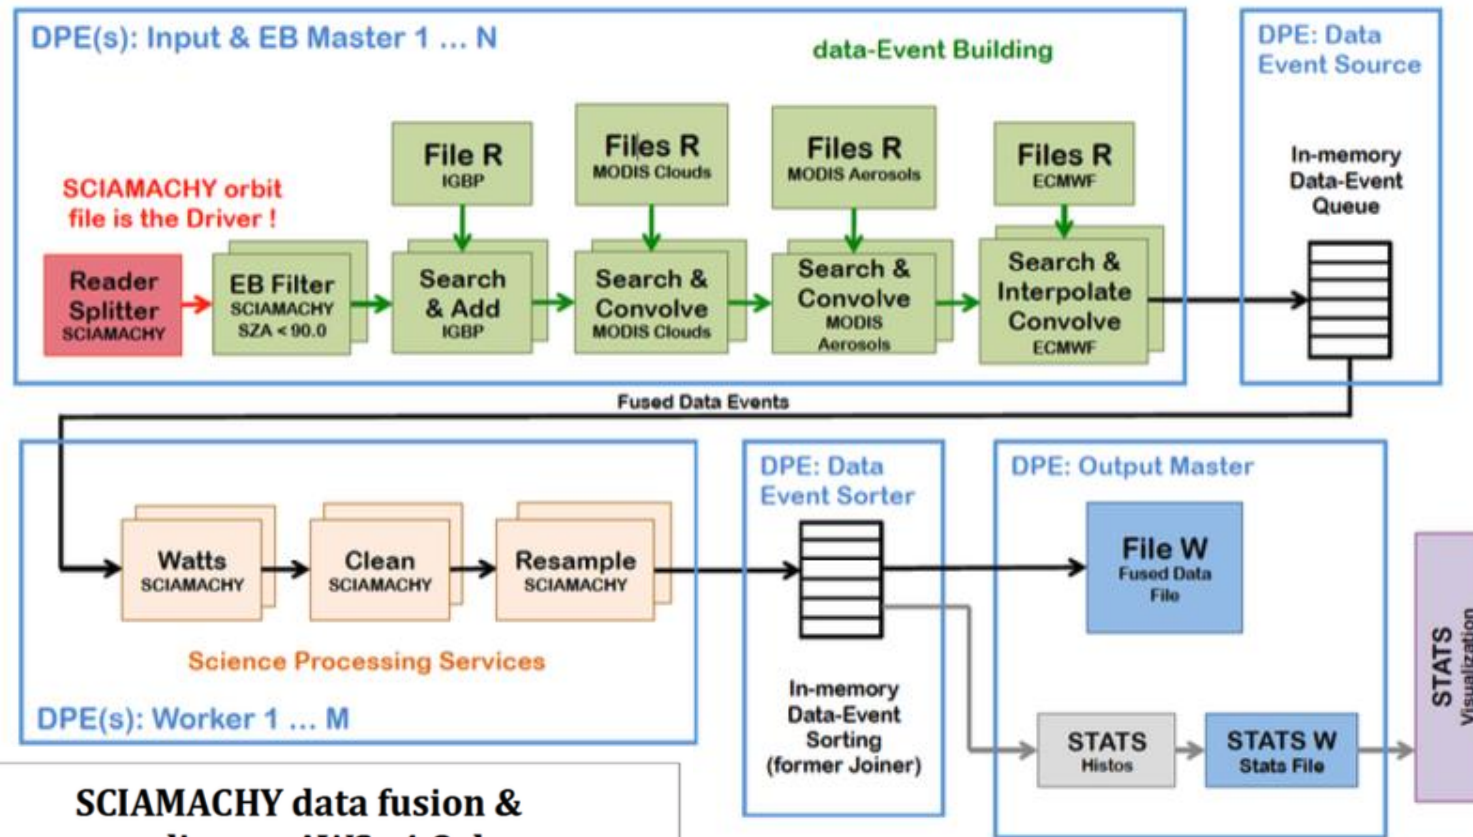 DPE(s): Input & EB Master 1 ... N
data-Event Building
DPE: Data
Event Source
File R
IGBP
Files R
MODIS Clouds
Files R
MODIS Aerosols
Files R
ECMWF
In-memory
Data-Event
Queue
SCIAMACHY orbit
file is the Driver !
Reader
Splitter
SCIAMACHY
EB Filter
SCIAMACHY
SZA < 90.0
Search
& Add
IGBP
Search &
Convolve
MODIS Clouds
Search &
Convolve
MODIS
Aerosols
Search &
Interpolate
Convolve
ECMWF
Fused Data Events
DPE: Data
Event Sorter
DPE: Output Master
Watts
SCIAMACHY
Clean
SCIAMACHY
Resample
SCIAMACHY
File W
Fused Data
File
Science Processing Services
DPE(s): Worker 1 ... M
In-memory
Data-Event
Sorting
(former Joiner)
STATS
Histos
STATS W
Stats File
STATS
Visualization
SCIAMACHY data fusion &